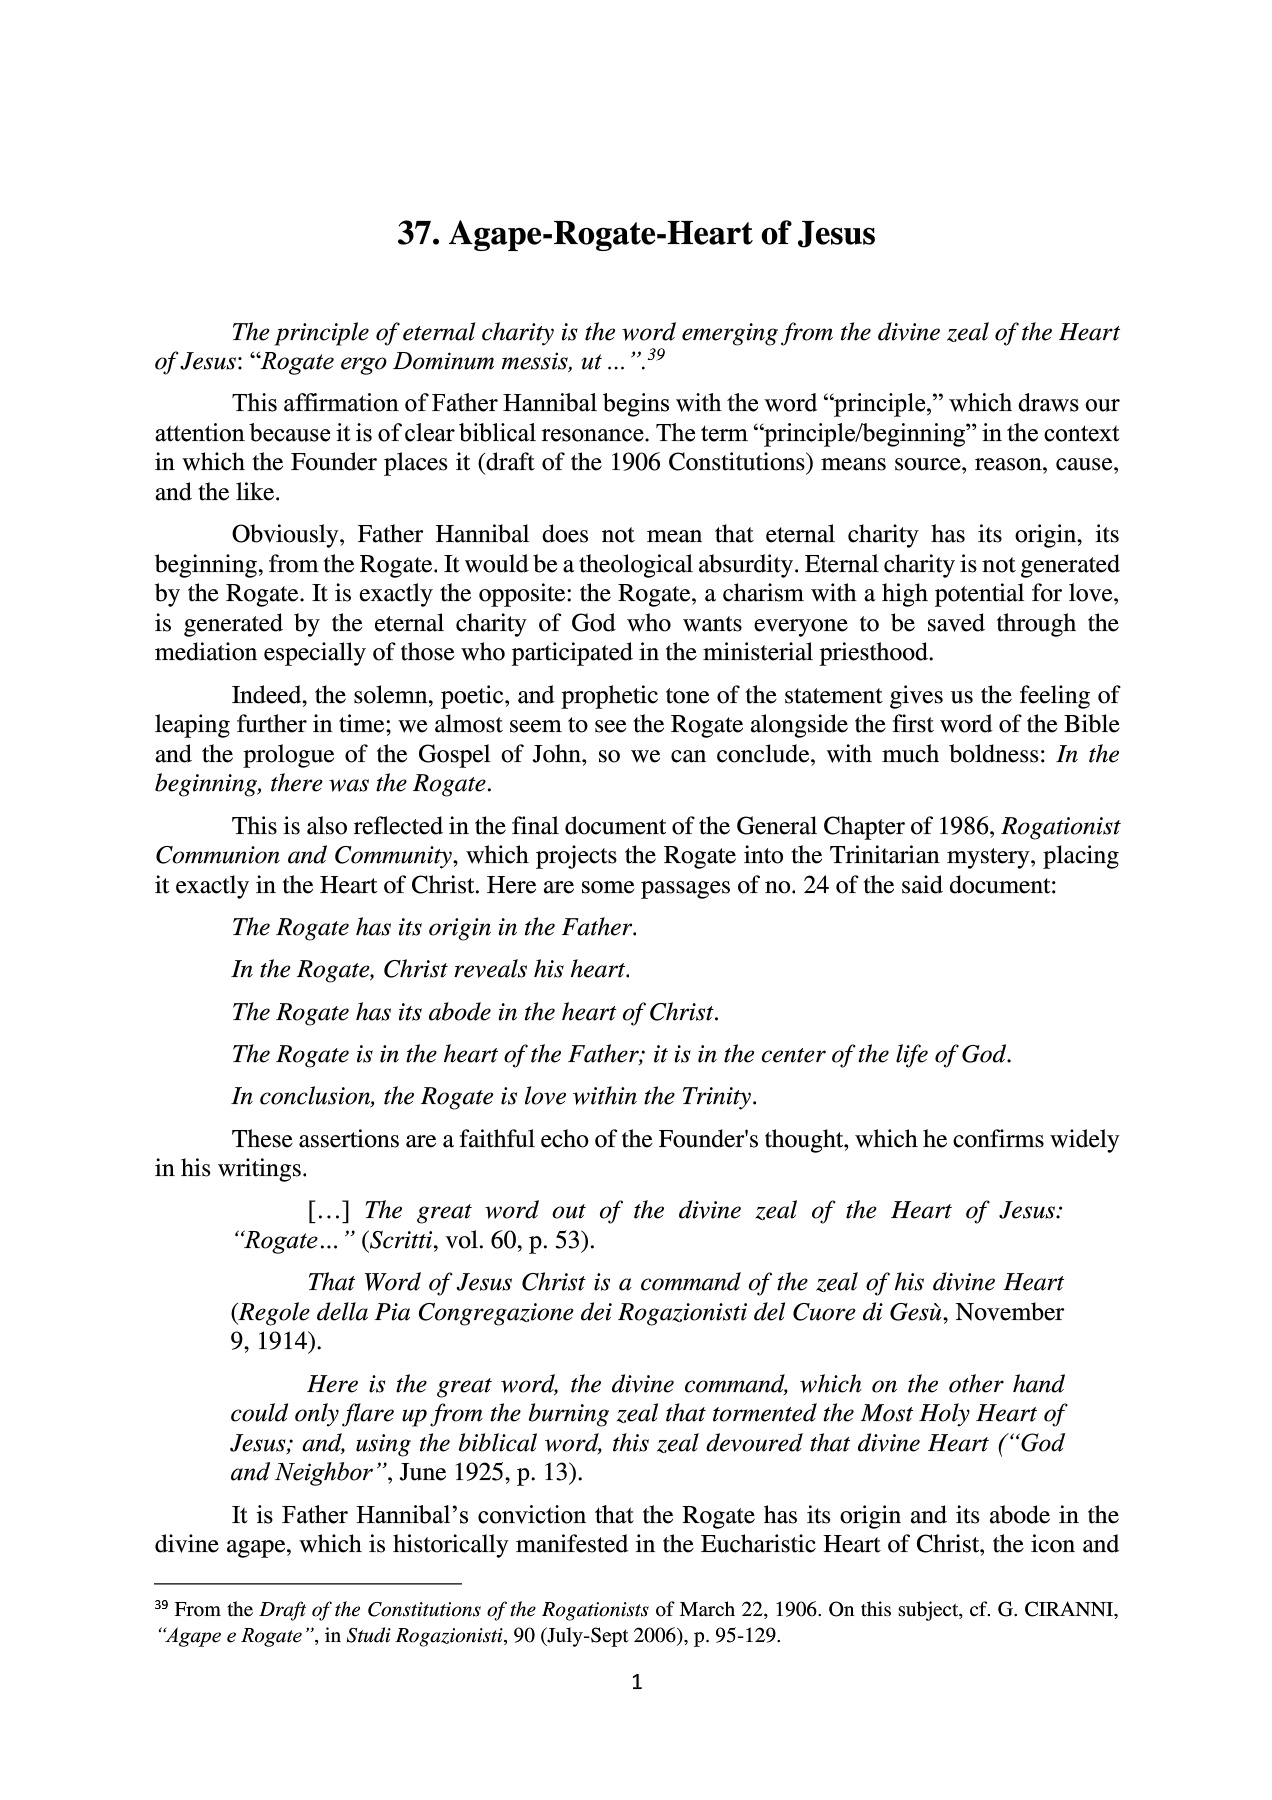 37. Agape-Rogate-Heart of Jesus
The principle of eternal charity is the word emerging from the divine zeal of the Heart
of Jesus: “Rogate ergo Dominum messis, ut ...”.39
This affirmation of Father Hannibal begins with the word “principle,” which draws our
attention because it is of clear biblical resonance. The term “principle/beginning” in the context
in which the Founder places it (draft of the 1906 Constitutions) means source, reason, cause,
and the like.
Obviously, Father Hannibal does not mean that eternal charity has its origin, its
beginning, from the Rogate. It would be a theological absurdity. Eternal charity is not generated
by the Rogate. It is exactly the opposite: the Rogate, a charism with a high potential for love,
is generated by the eternal charity of God who wants everyone to be saved through the
mediation especially of those who participated in the ministerial priesthood.
Indeed, the solemn, poetic, and prophetic tone of the statement gives us the feeling of
leaping further in time; we almost seem to see the Rogate alongside the first word of the Bible
and the prologue of the Gospel of John, so we can conclude, with much boldness: In the
beginning, there was the Rogate.
This is also reflected in the final document of the General Chapter of 1986, Rogationist
Communion and Community, which projects the Rogate into the Trinitarian mystery, placing
it exactly in the Heart of Christ. Here are some passages of no. 24 of the said document:
The Rogate has its origin in the Father.
In the Rogate, Christ reveals his heart.
The Rogate has its abode in the heart of Christ.
The Rogate is in the heart of the Father; it is in the center of the life of God.
In conclusion, the Rogate is love within the Trinity.
These assertions are a faithful echo of the Founder's thought, which he confirms widely
in his writings.
[…] The great word out of the divine zeal of the Heart of Jesus:
“Rogate... ” (Scritti, vol. 60, p. 53).
That Word of Jesus Christ is a command of the zeal of his divine Heart
(Regole della Pia Congregazione dei Rogazionisti del Cuore di Gesù, November
9, 1914).
Here is the great word, the divine command, which on the other hand
could only flare up from the burning zeal that tormented the Most Holy Heart of
Jesus; and, using the biblical word, this zeal devoured that divine Heart (“God
and Neighbor”, June 1925, p. 13).
It is Father Hannibal’s conviction that the Rogate has its origin and its abode in the
divine agape, which is historically manifested in the Eucharistic Heart of Christ, the icon and
39 From the Draft of the Constitutions of the Rogationists of March 22, 1906. On this subject, cf. G. CIRANNI,
“Agape e Rogate”, in Studi Rogazionisti, 90 (July-Sept 2006), p. 95-129.
1